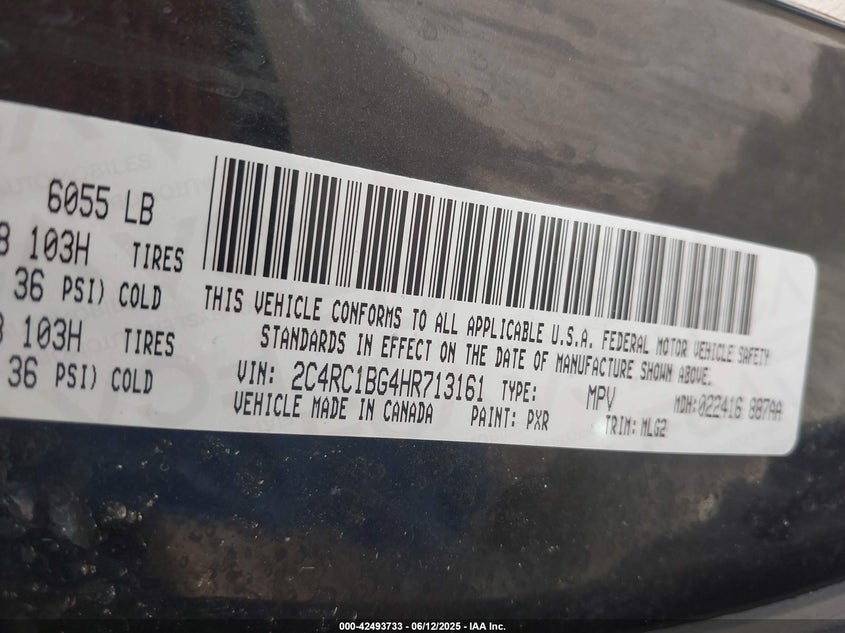 6055 LB
103H TIRES
36 PSI) COLD
103H TIRES
36 PSI) COLD
THIS VEHICLE CONFORMS TO ALL APPLICABLE U.S.A. FEDERAL MOTOR VEHICLE SAFETY
STANDARDS IN EFFECT ON THE DATE OF MANUFACTURE SHOWN ABOVE.
VIN: 2C4RC1BG4HR713161 TYPE: MPV MDH:022416 887AA
VEHICLE MADE IN CANADA PAINT: PXR TRIM: MLG2
000-42493733 - 06/12/2025 - IAA Inc.